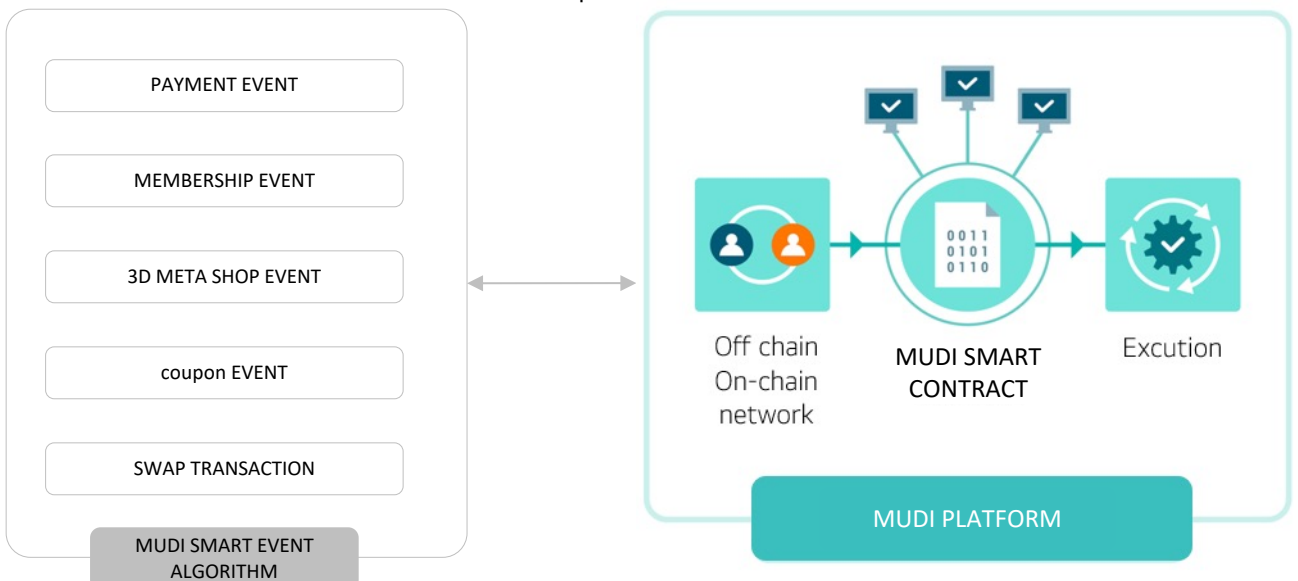 PAYMENT EVENT
MEMBERSHIP EVENT
3D META SHOP EVENT
coupon EVENT
SWAP TRANSACTION
MUDI SMART EVENT
ALGORITHM
0011
0101
0110
Off chain
On-chain
network
MUDI SMART
CONTRACT
Excution
MUDI PLATFORM